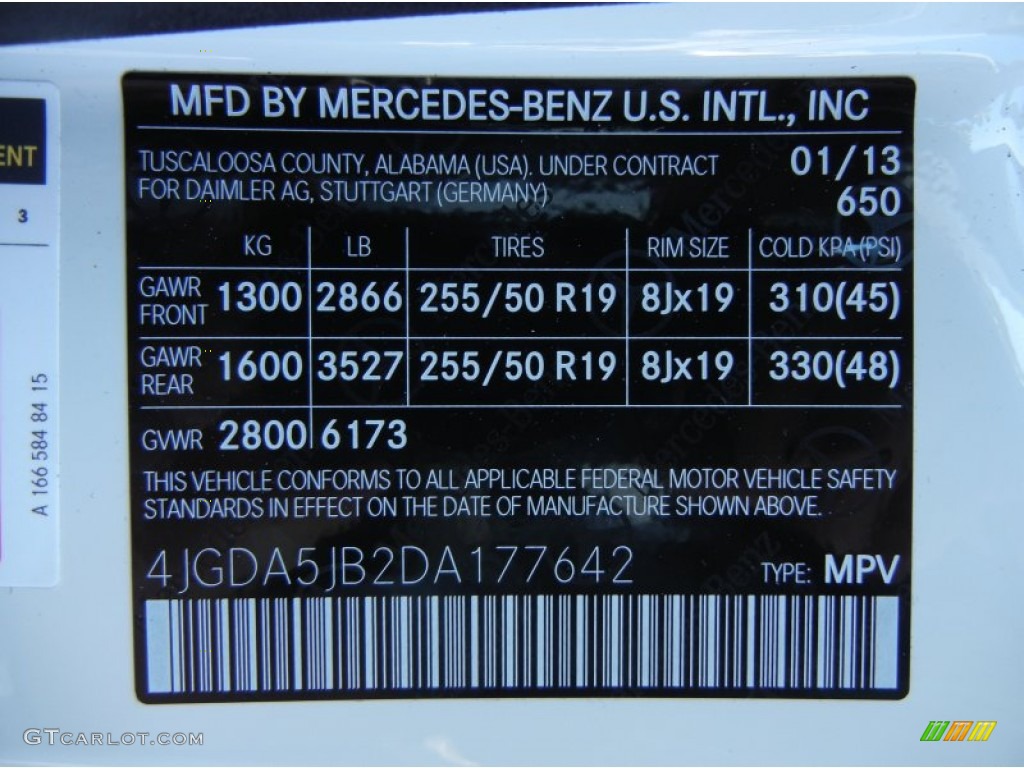 MFD BY MERCEDES-BENZ U.S. INTL., INC
TUSCALOOSA COUNTY, ALABAMA (USA). UNDER CONTRACT
FOR DAIMLER AG, STUTTGART (GERMANY)
01/13
650
KG LB TIRES RIM SIZE COLD KPA (PSI)
GAWR FRONT 1300 2866 255/50 R19 8Jx19 310(45)
GAWR REAR 1600 3527 255/50 R19 8Jx19 330(48)
GVWR 2800 6173
THIS VEHICLE CONFORMS TO ALL APPLICABLE FEDERAL MOTOR VEHICLE SAFETY
STANDARDS IN EFFECT ON THE DATE OF MANUFACTURE SHOWN ABOVE.
4JGDA5JB2DA177642 TYPE: MPV
ENT
3
A 166 584 84 15
GTCARLOT.COM